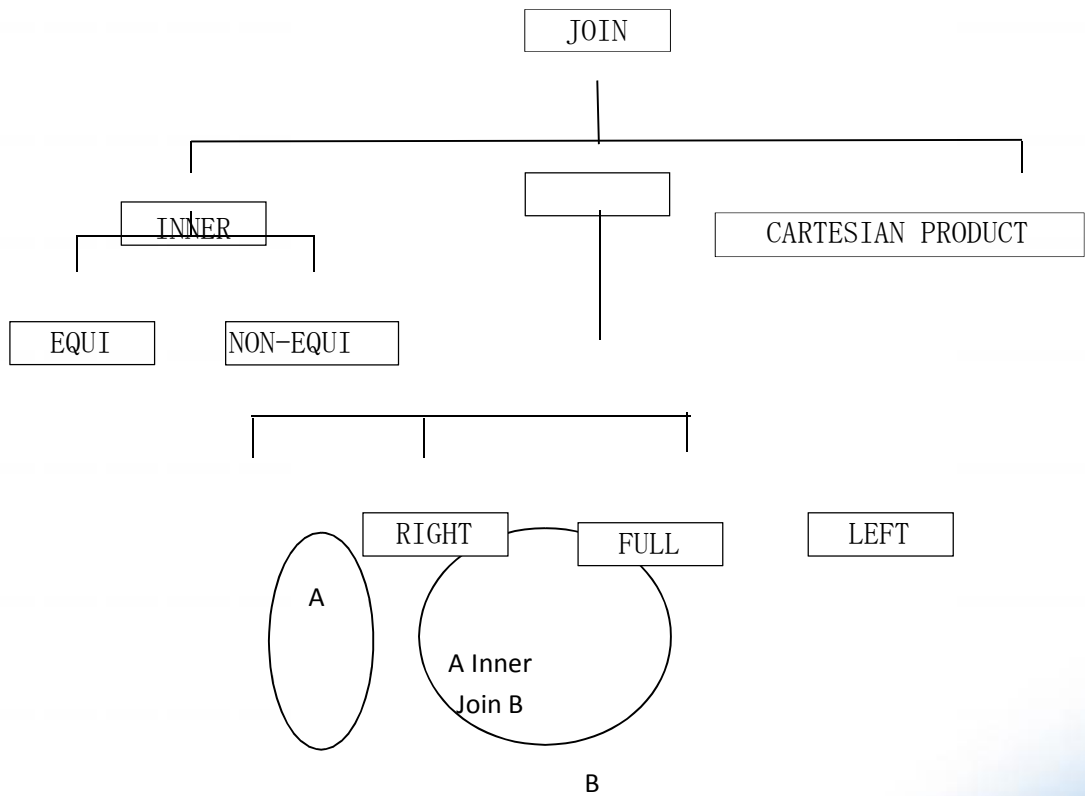 JOIN
INNER
CARTESIAN PRODUCT
EQUI
NON-EQUI
RIGHT
FULL
LEFT
A
A Inner
Join B
B